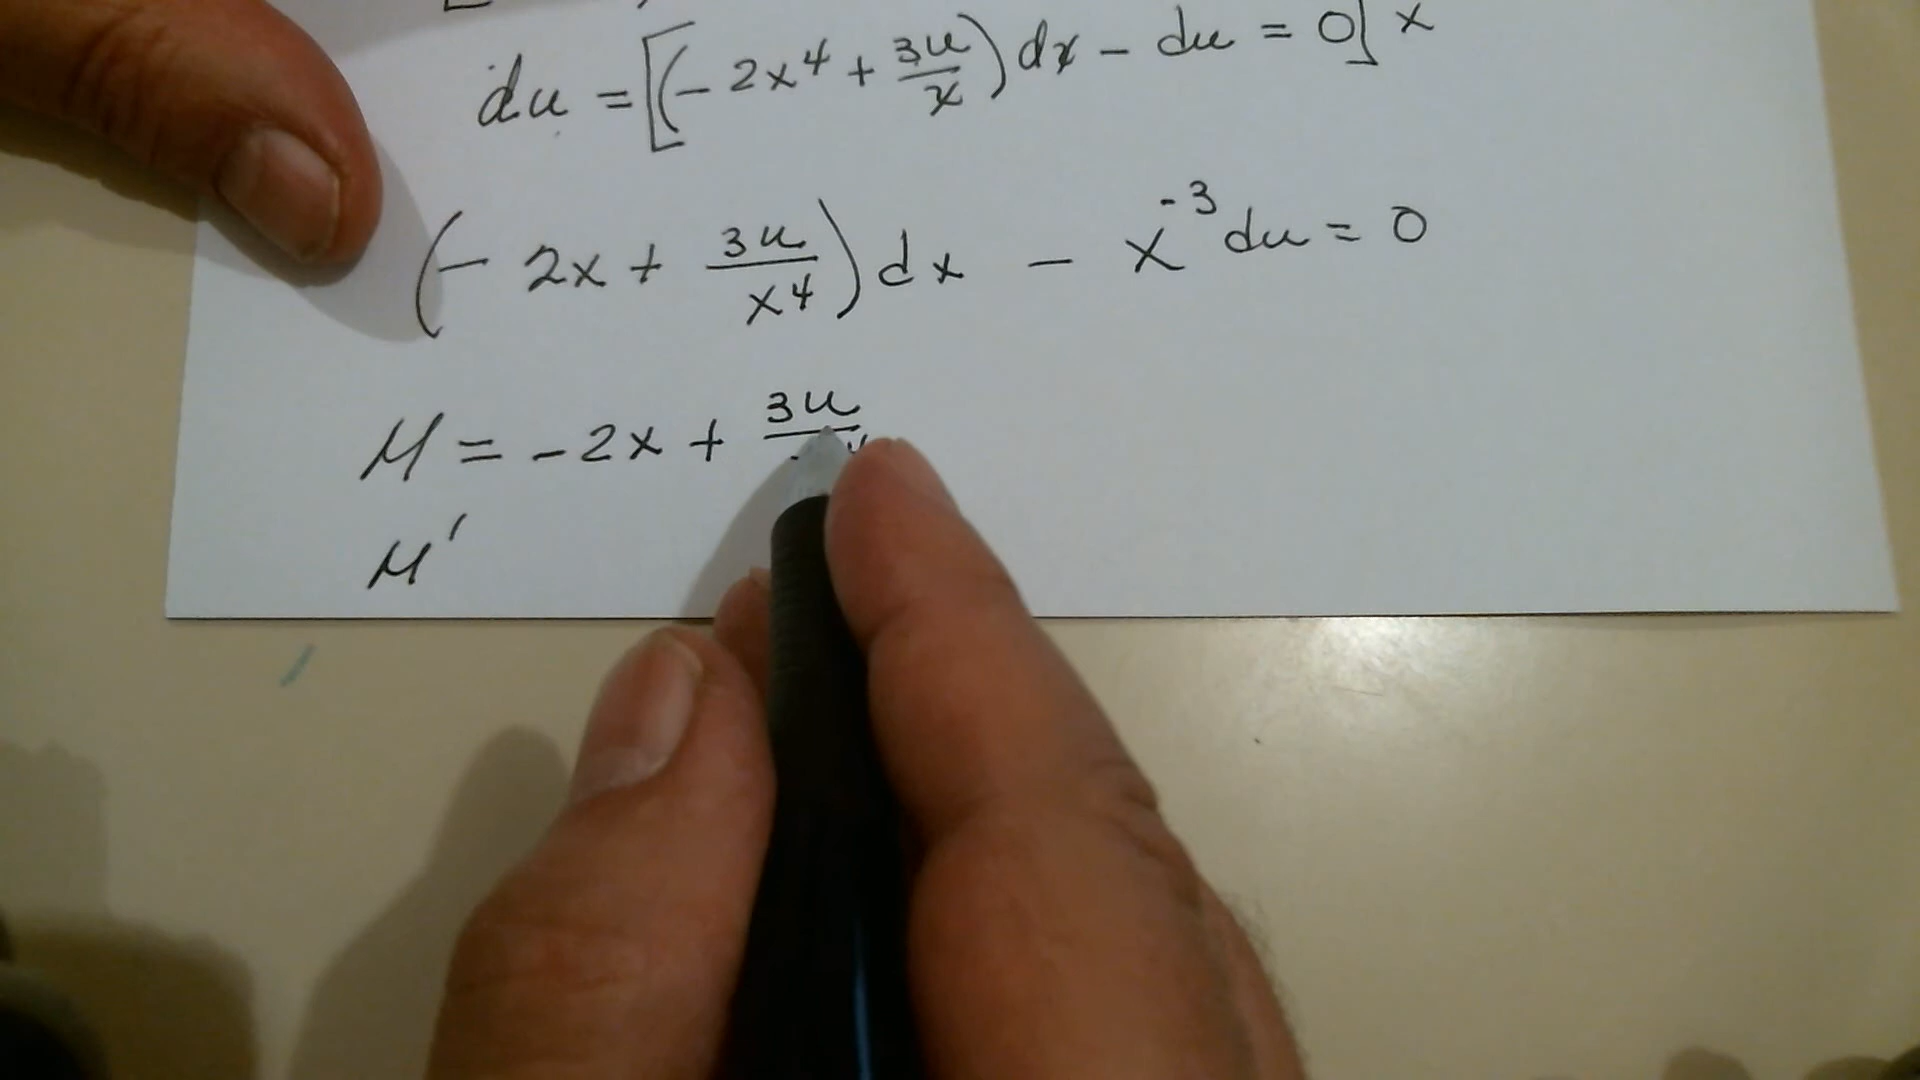 du = [(-2x⁴ + 3u/x) dx - du = 0] x
(- 2x + 3u/x⁴) dx - x⁻³ du = 0
M = -2x + 3u/
M'